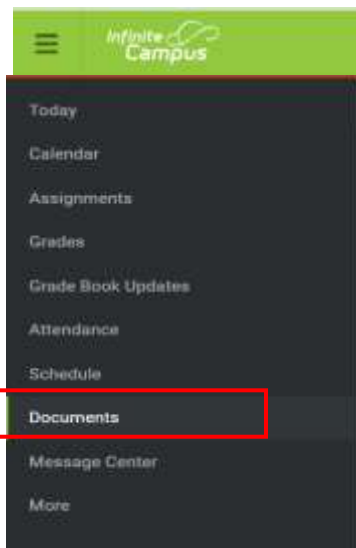 Infinite
Campus
Today
Calendar
Assignments
Grades
Grade Book Updates
Attendance
Schedule
Documents
Message Center
More